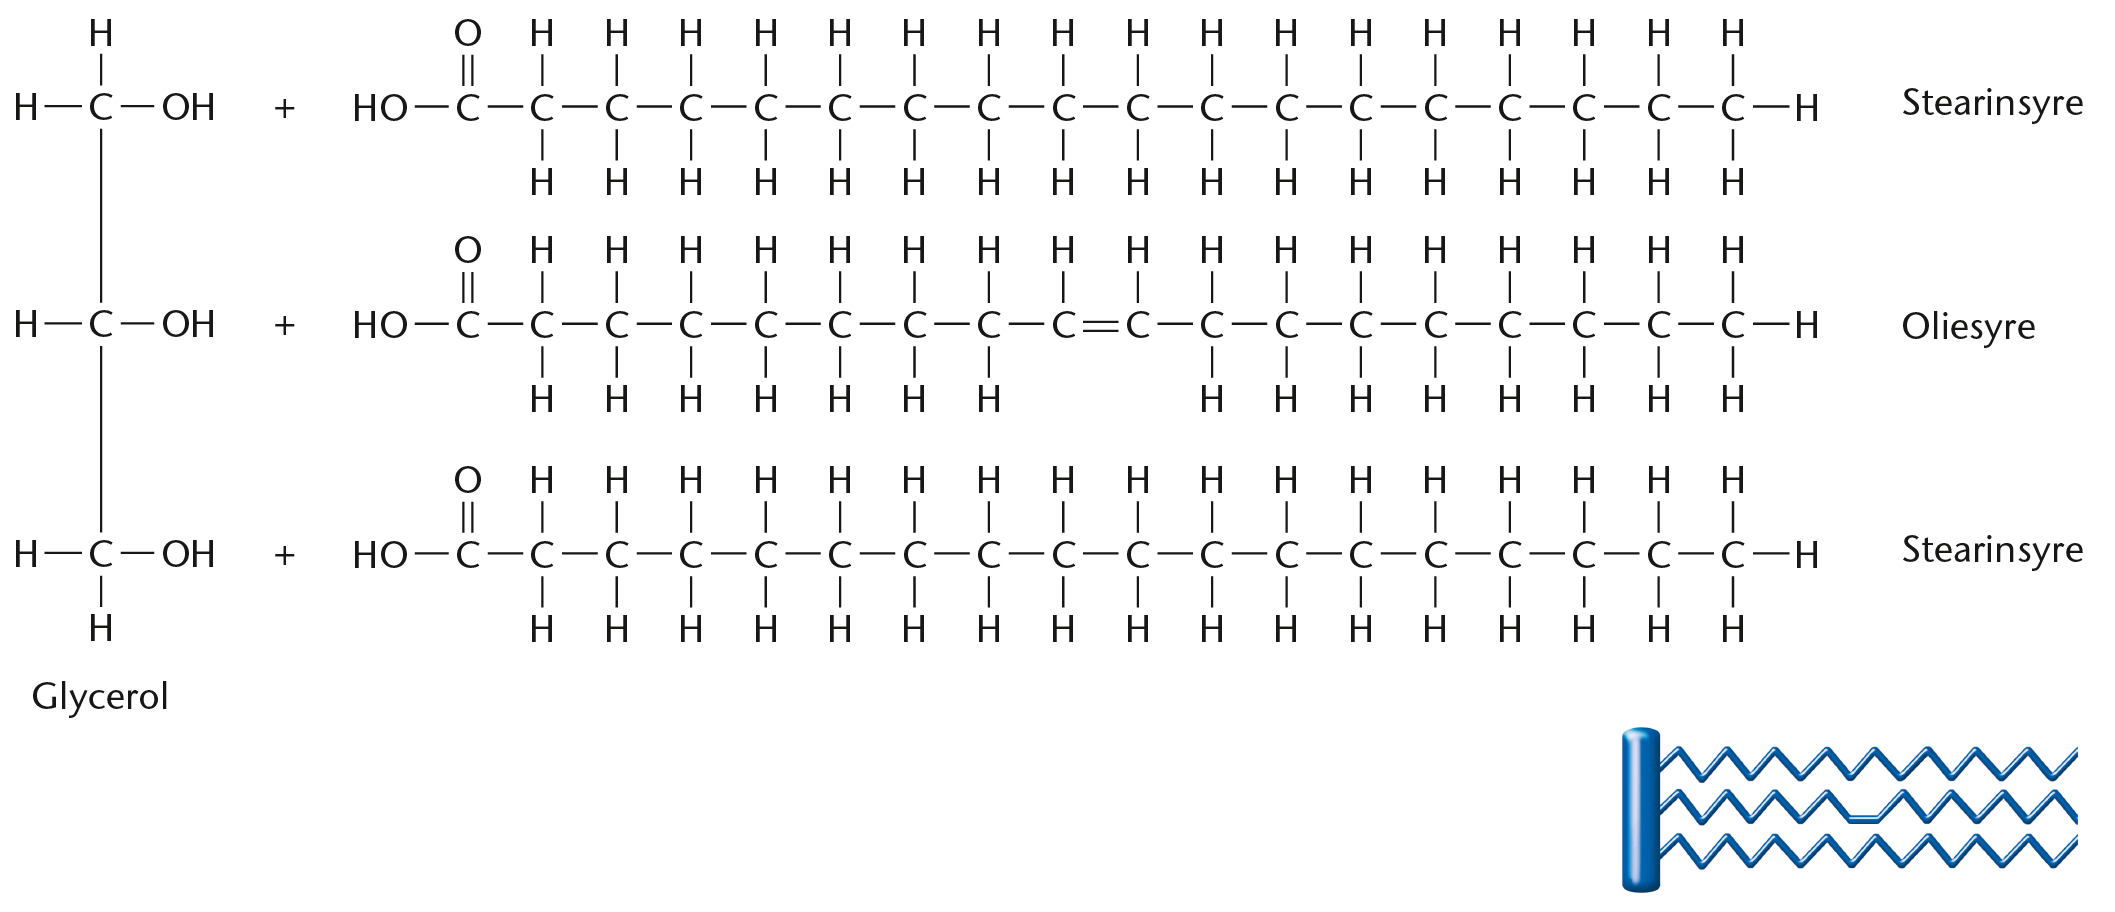 H O H H H H H H H H H H H H H H H H H
H—C—OH + HO—C—C—C—C—C—C—C—C—C—C—C—C—C—C—C—C—C—C—H Stearinsyre
H H H H H H H H H H H H H H H H H
O H H H H H H H H H H H H H H H H H
H—C—OH + HO—C—C—C—C—C—C—C—C—C=C—C—C—C—C—C—C—C—C—H Oliesyre
H H H H H H H H H H H H H H H
O H H H H H H H H H H H H H H H H H
H—C—OH + HO—C—C—C—C—C—C—C—C—C—C—C—C—C—C—C—C—C—C—H Stearinsyre
H H H H H H H H H H H H H H H H H H
Glycerol